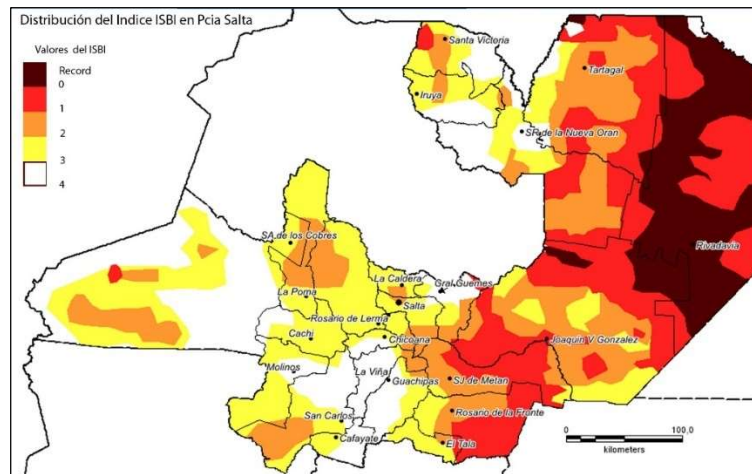 Distribución del Indice ISBI en Pcia Salta
Valores del ISBI
Record
0
1
2
3
4
Santa Victoria
Iruya
Tartagal
SR de la Nueva Oran
Rivadavia
SA de los Cobres
La Caldera
Gral Guemes
La Poma
Salta
Rosario de Lerma
Cachi
Chicoana
Joaquin V Gonzalez
Molinos
La Viña
Guachipas
SJ de Metan
San Carlos
Rosario de la Fronte
Cafayate
El Tala
0
100,0
kilometers